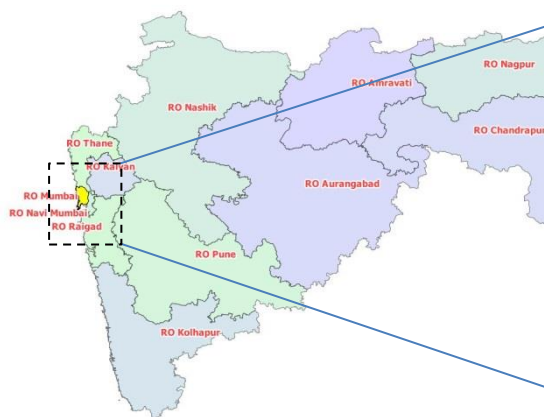 RO Nagpur
RO Amravati
RO Nashik
RO Chandrapur
RO Thane
RO Kalyan
RO Aurangabad
RO Mumbai
RO Navi Mumbai
RO Raigad
RO Pune
RO Kolhapur